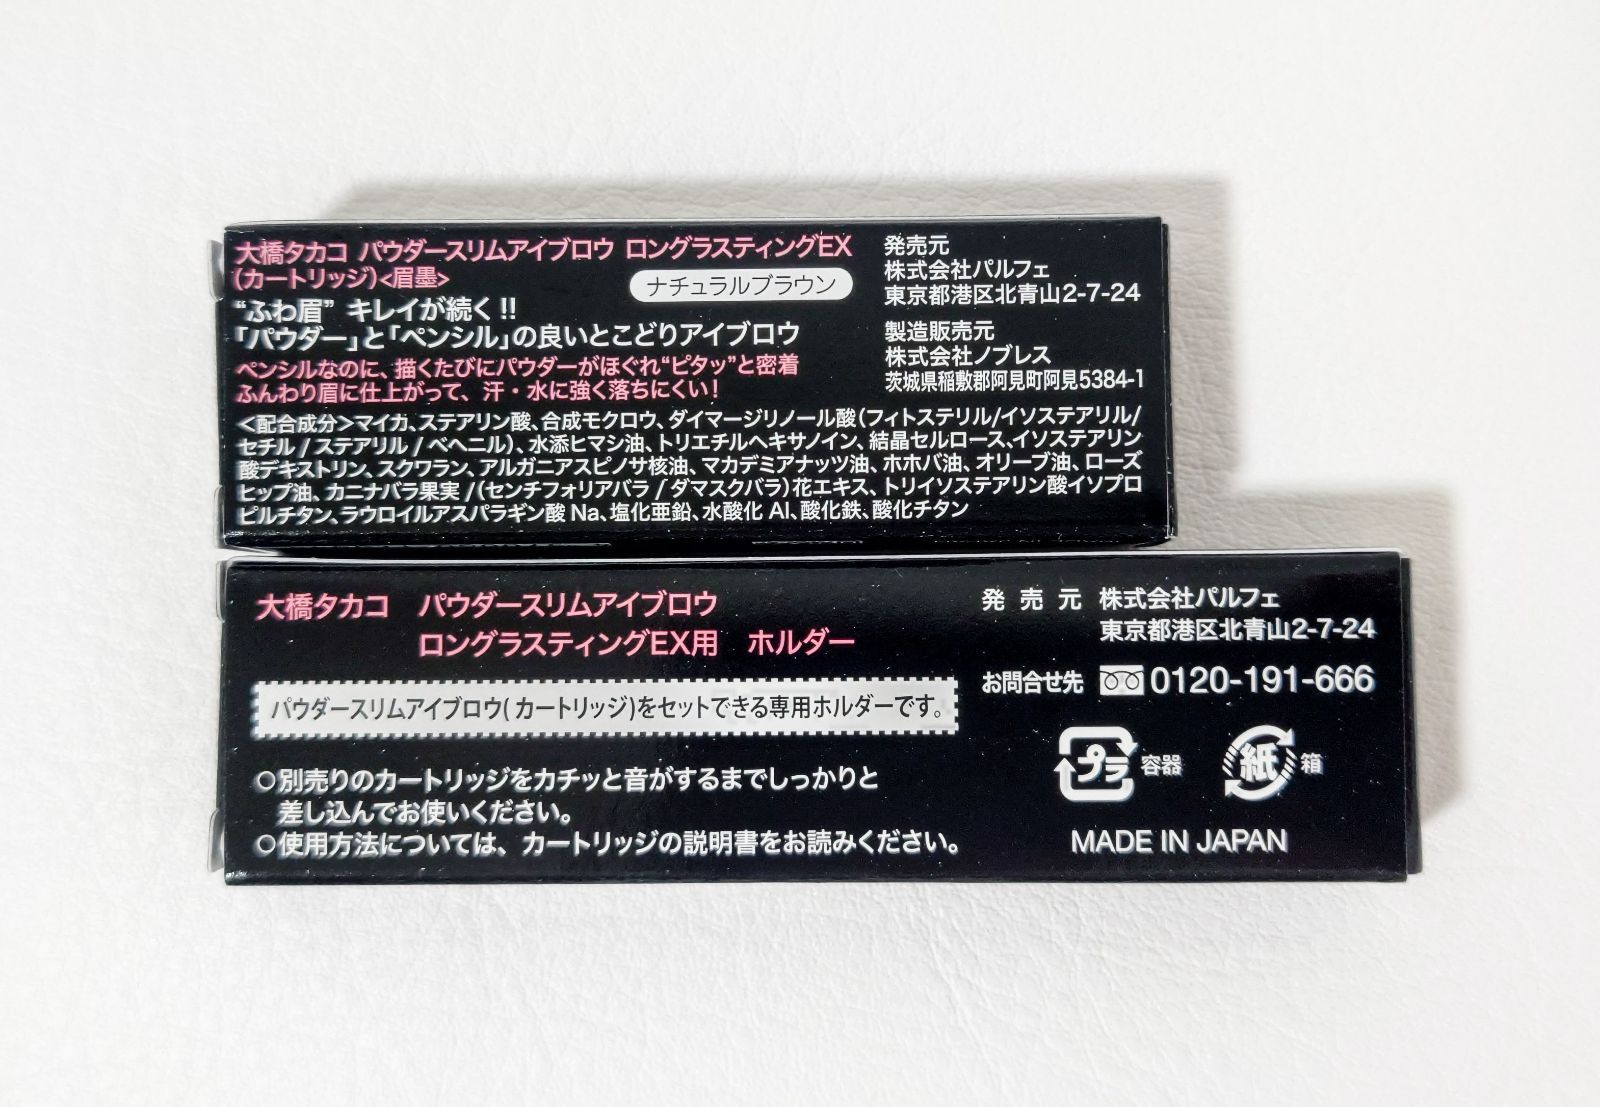 大橋タカコ パウダースリムアイブロウ ロングラスティングEX
(カートリッジ)<眉墨>
ナチュラルブラウン
“ふわ眉” キレイが続く!!
「パウダー」と「ペンシル」の良いとこどりアイブロウ
ペンシルなのに、描くたびにパウダーがほぐれ“ピタッ”と密着
ふんわり眉に仕上がって、汗・水に強く落ちにくい!
発売元
株式会社パルフェ
東京都港区北青山2-7-24
製造販売元
株式会社ノブレス
茨城県稲敷郡阿見町阿見5384-1
<配合成分>マイカ、ステアリン酸、合成モクロウ、ダイマージリノール酸(フィトステリル/イソステアリル/
セチル/ステアリル/ベヘニル)、水添ヒマシ油、トリエチルヘキサノイン、結晶セルロース、イソステアリン
酸デキストリン、スクワラン、アルガニアスピノサ核油、マカデミアナッツ油、ホホバ油、オリーブ油、ローズ
ヒップ油、カニナバラ果実/(センチフォリアバラ/ダマスクバラ)花エキス、トリイソステアリン酸イソプロ
ピルチタン、ラウロイルアスパラギン酸Na、塩化亜鉛、水酸化Al、酸化鉄、酸化チタン
大橋タカコ パウダースリムアイブロウ
ロングラスティングEX用 ホルダー
パウダースリムアイブロウ(カートリッジ)をセットできる専用ホルダーです。
○別売りのカートリッジをカチッと音がするまでしっかりと
差し込んでお使いください。
○使用方法については、カートリッジの説明書をお読みください。
発売元 株式会社パルフェ
東京都港区北青山2-7-24
お問合せ先 0120-191-666
プラ 容器 紙 箱
MADE IN JAPAN